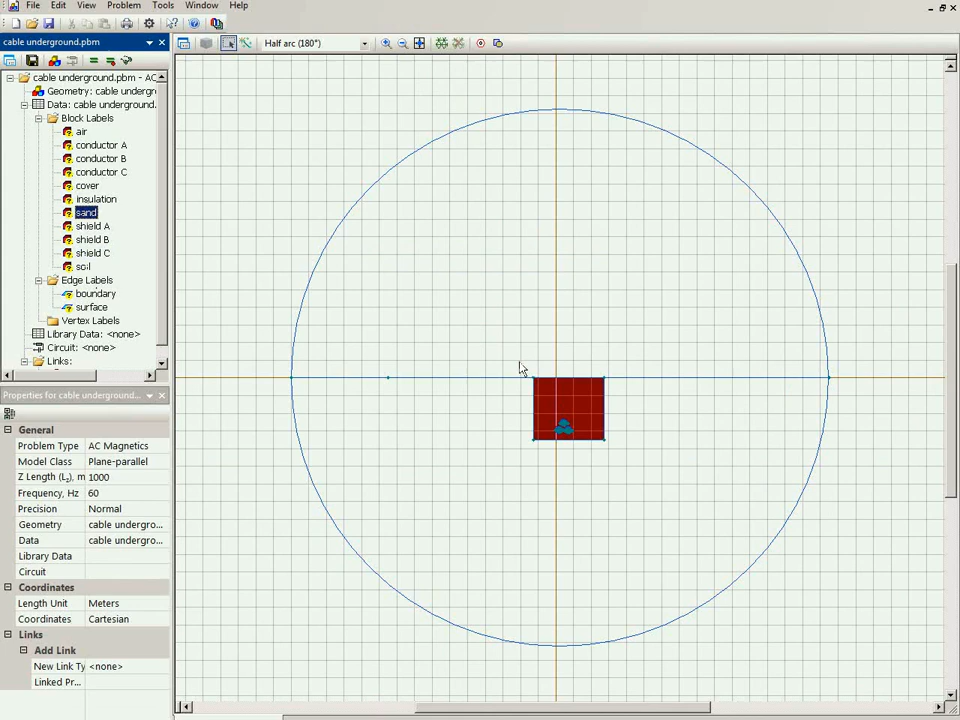 File Edit View Problem Tools Window Help
cable underground.pbm
Half arc (180°)
cable underground.pbm - AC
Geometry: cable undergr
Data: cable underground.
Block Labels
air
conductor A
conductor B
conductor C
cover
insulation
sand
shield A
shield B
shield C
soil
Edge Labels
boundary
surface
Vertex Labels
Library Data: <none>
Circuit: <none>
Links:
Properties for cable underground...
General
Problem Type AC Magnetics
Model Class Plane-parallel
Z Length (Lz), m 1000
Frequency, Hz 60
Precision Normal
Geometry cable undergro...
Data cable undergro...
Library Data
Circuit
Coordinates
Length Unit Meters
Coordinates Cartesian
Links
Add Link
New Link Ty <none>
Linked Pr...